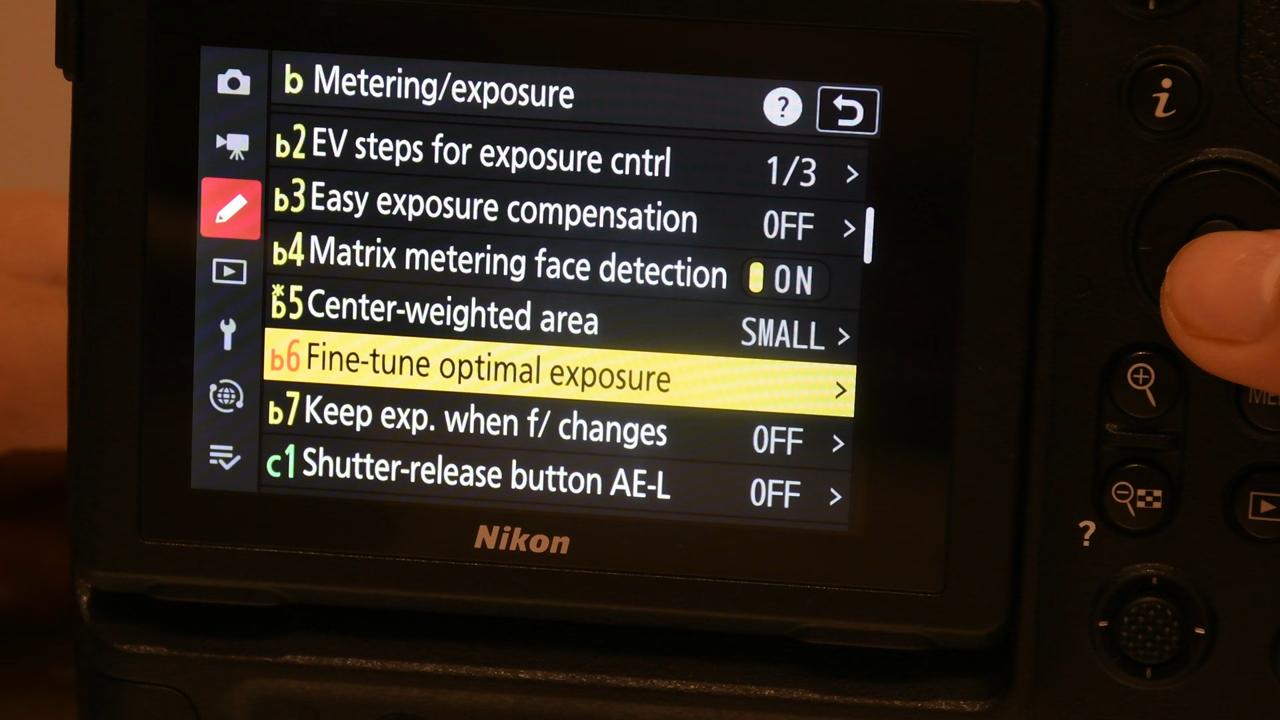 b Metering/exposure ?
b2 EV steps for exposure cntrl 1/3 >
b3 Easy exposure compensation OFF >
b4 Matrix metering face detection ON
*b5 Center-weighted area SMALL >
b6 Fine-tune optimal exposure >
b7 Keep exp. when f/ changes OFF >
c1 Shutter-release button AE-L OFF >
Nikon
i
?